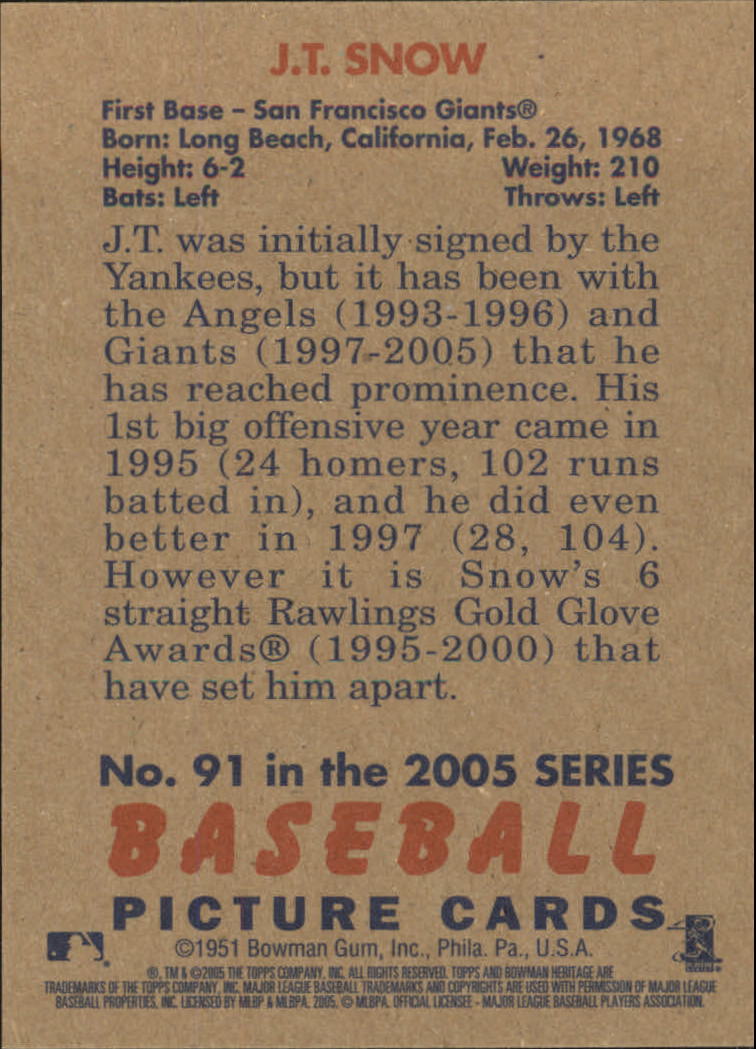 J.T. SNOW
First Base – San Francisco Giants®
Born: Long Beach, California, Feb. 26, 1968
Height: 6-2 Weight: 210
Bats: Left Throws: Left
J.T. was initially signed by the
Yankees, but it has been with
the Angels (1993-1996) and
Giants (1997-2005) that he
has reached prominence. His
1st big offensive year came in
1995 (24 homers, 102 runs
batted in), and he did even
better in 1997 (28, 104).
However it is Snow's 6
straight Rawlings Gold Glove
Awards® (1995-2000) that
have set him apart.
No. 91 in the 2005 SERIES
BASEBALL
PICTURE CARDS
©1951 Bowman Gum, Inc., Phila. Pa., U.S.A.
®, TM & ©2005 THE TOPPS COMPANY, INC. ALL RIGHTS RESERVED. TOPPS AND BOWMAN HERITAGE ARE
TRADEMARKS OF THE TOPPS COMPANY, INC. MAJOR LEAGUE BASEBALL TRADEMARKS AND COPYRIGHTS ARE USED WITH PERMISSION OF MAJOR LEAGUE
BASEBALL PROPERTIES, INC. LICENSED BY MLBP & MLBPA. 2005. © MLBPA. OFFICIAL LICENSEE - MAJOR LEAGUE BASEBALL PLAYERS ASSOCIATION.